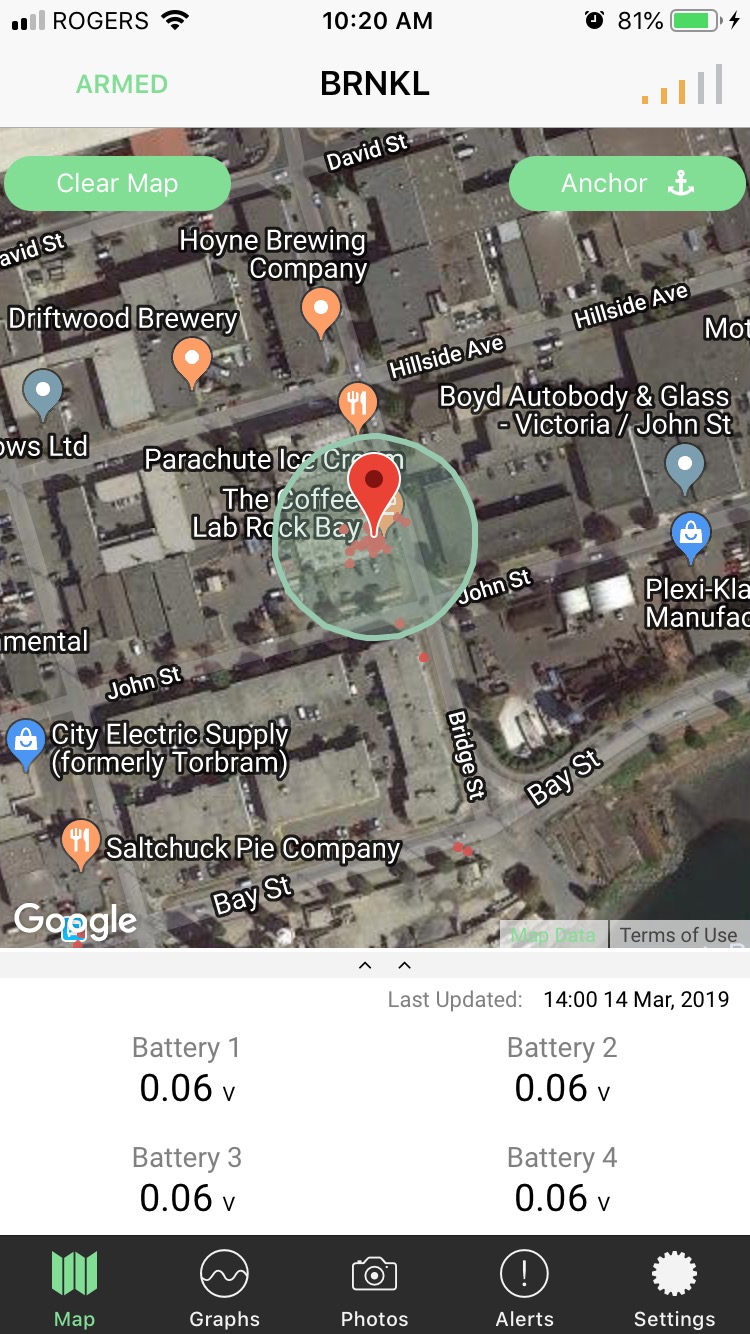 ROGERS 10:20 AM 81%
ARMED BRNKL
David St
Clear Map Anchor
avid St
Hoyne Brewing
Company
Hillside Ave
Driftwood Brewery
Mot
Hillside Ave
Boyd Autobody & Glass
- Victoria / John St
ows Ltd
Parachute Ice Cream
The Coffee
Lab Rock Bay
John St
Plexi-Kla
Manufac
mental
John St
City Electric Supply
(formerly Torbram)
Bridge St
Bay St
Saltchuck Pie Company
Bay St
Google
Map Data Terms of Use
Last Updated: 14:00 14 Mar, 2019
Battery 1 Battery 2
0.06 V 0.06 V
Battery 3 Battery 4
0.06 V 0.06 V
Map Graphs Photos Alerts Settings